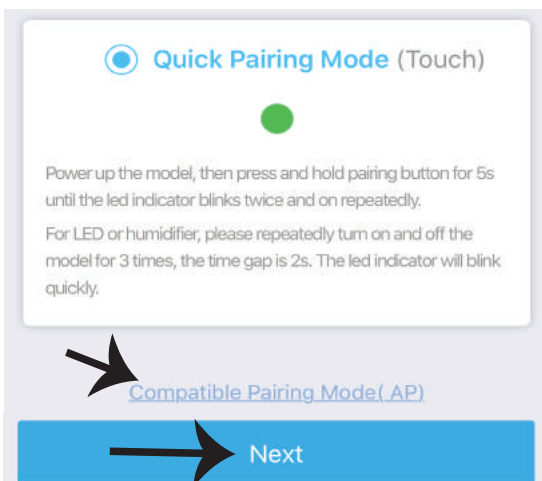 Quick Pairing Mode (Touch)
Power up the model, then press and hold pairing button for 5s
until the led indicator blinks twice and on repeatedly.
For LED or humidifier, please repeatedly turn on and off the
model for 3 times, the time gap is 2s. The led indicator will blink
quickly.
Compatible Pairing Mode( AP)
Next